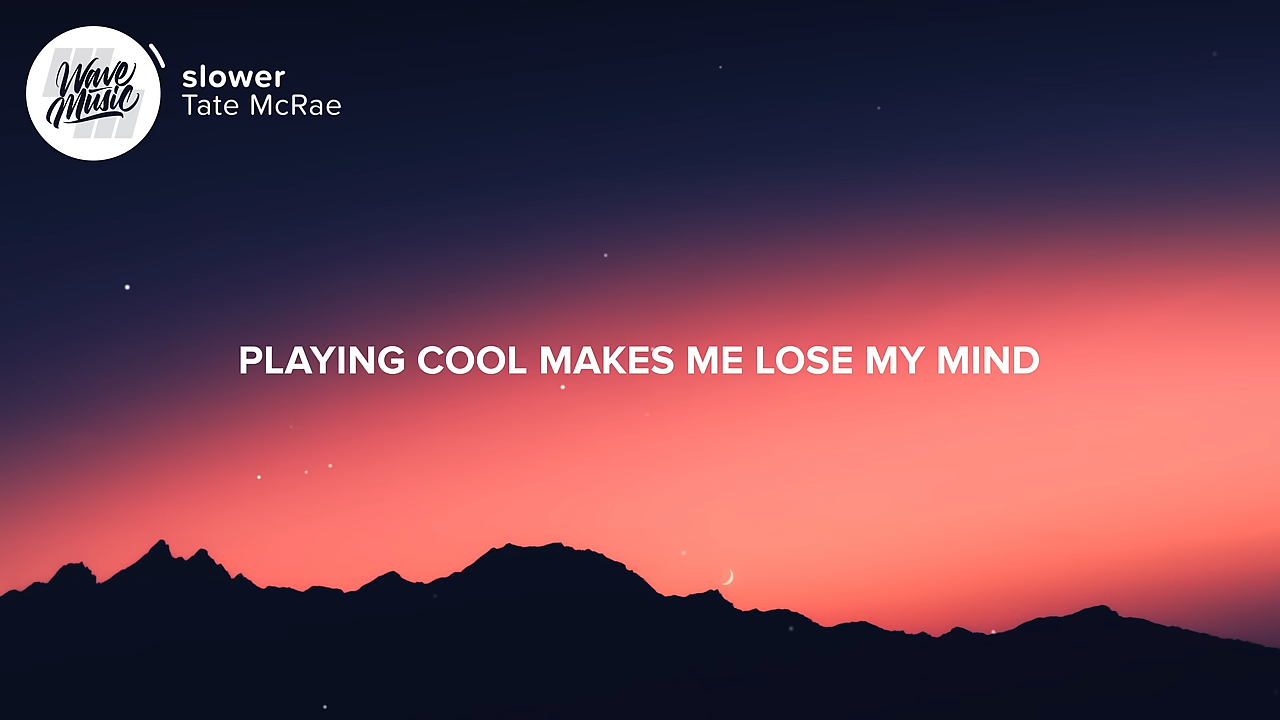 Wave
Music
slower
Tate McRae
PLAYING COOL MAKES ME LOSE MY MIND